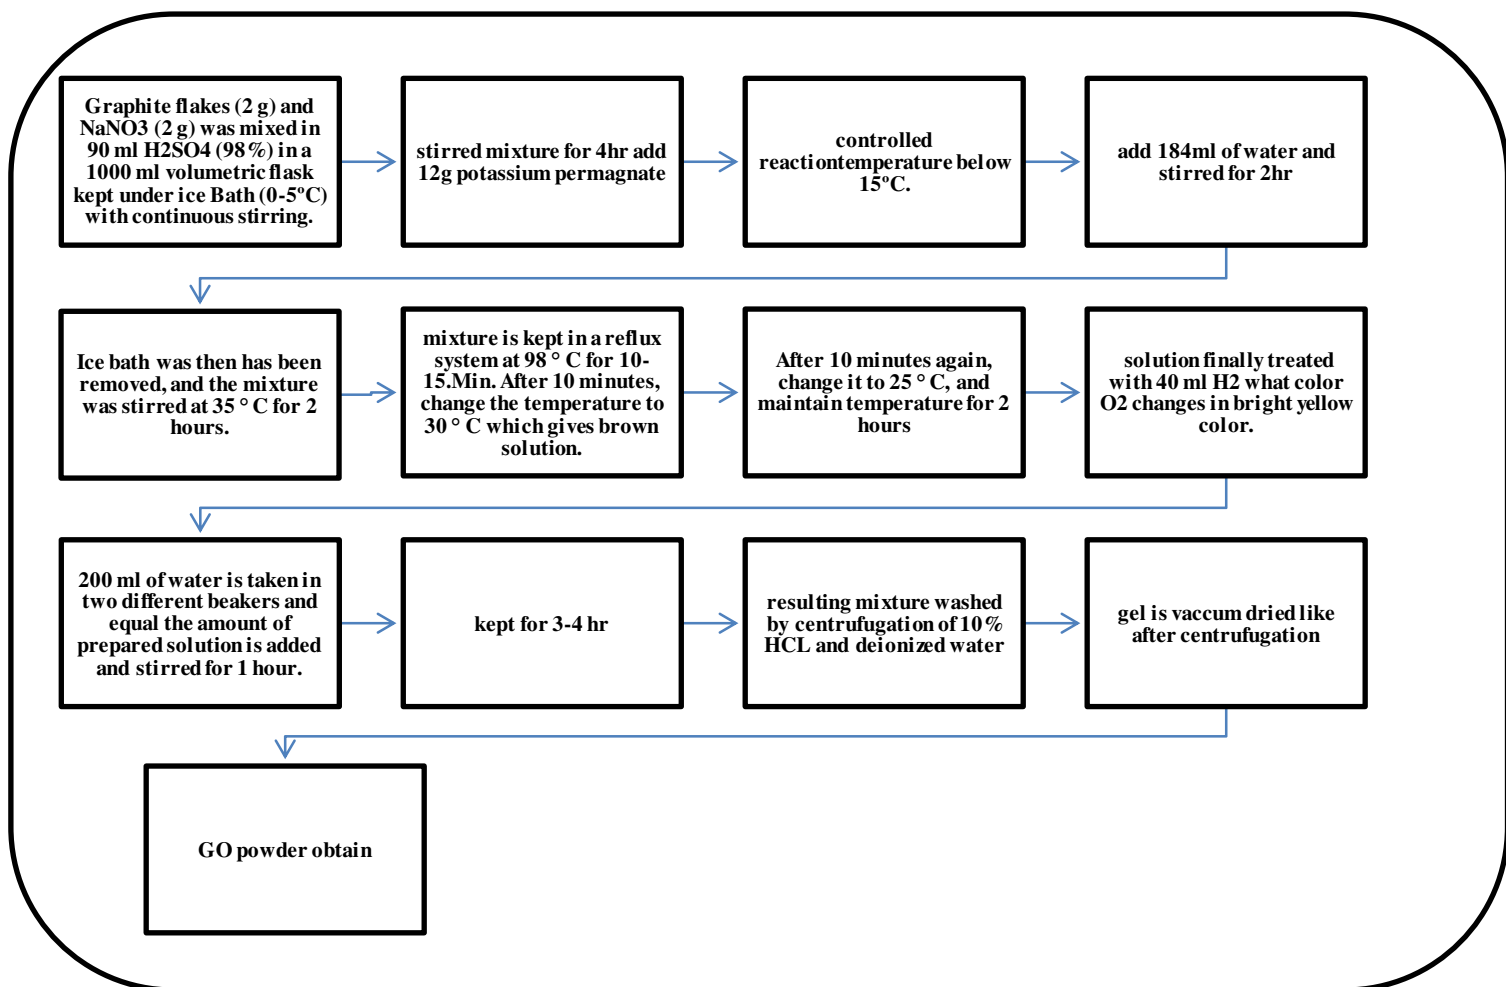 Graphite flakes (2 g) and
NaNO3 (2 g) was mixed in
90 ml H2SO4 (98%) in a
1000 ml volumetric flask
kept under ice Bath (0-5°C)
with continuous stirring.
stirred mixture for 4hr add
12g potassium permagnate
controlled
reactiontemperature below
15°C.
add 184ml of water and
stirred for 2hr
Ice bath was then has been
removed, and the mixture
was stirred at 35 ° C for 2
hours.
mixture is kept in a reflux
system at 98 ° C for 10-
15.Min. After 10 minutes,
change the temperature to
30 ° C which gives brown
solution.
After 10 minutes again,
change it to 25 ° C, and
maintain temperature for 2
hours
solution finally treated
with 40 ml H2 what color
O2 changes in bright yellow
color.
200 ml of water is taken in
two different beakers and
equal the amount of
prepared solution is added
and stirred for 1 hour.
kept for 3-4 hr
resulting mixture washed
by centrufugation of 10%
HCL and deionized water
gel is vaccum dried like
after centrufugation
GO powder obtain